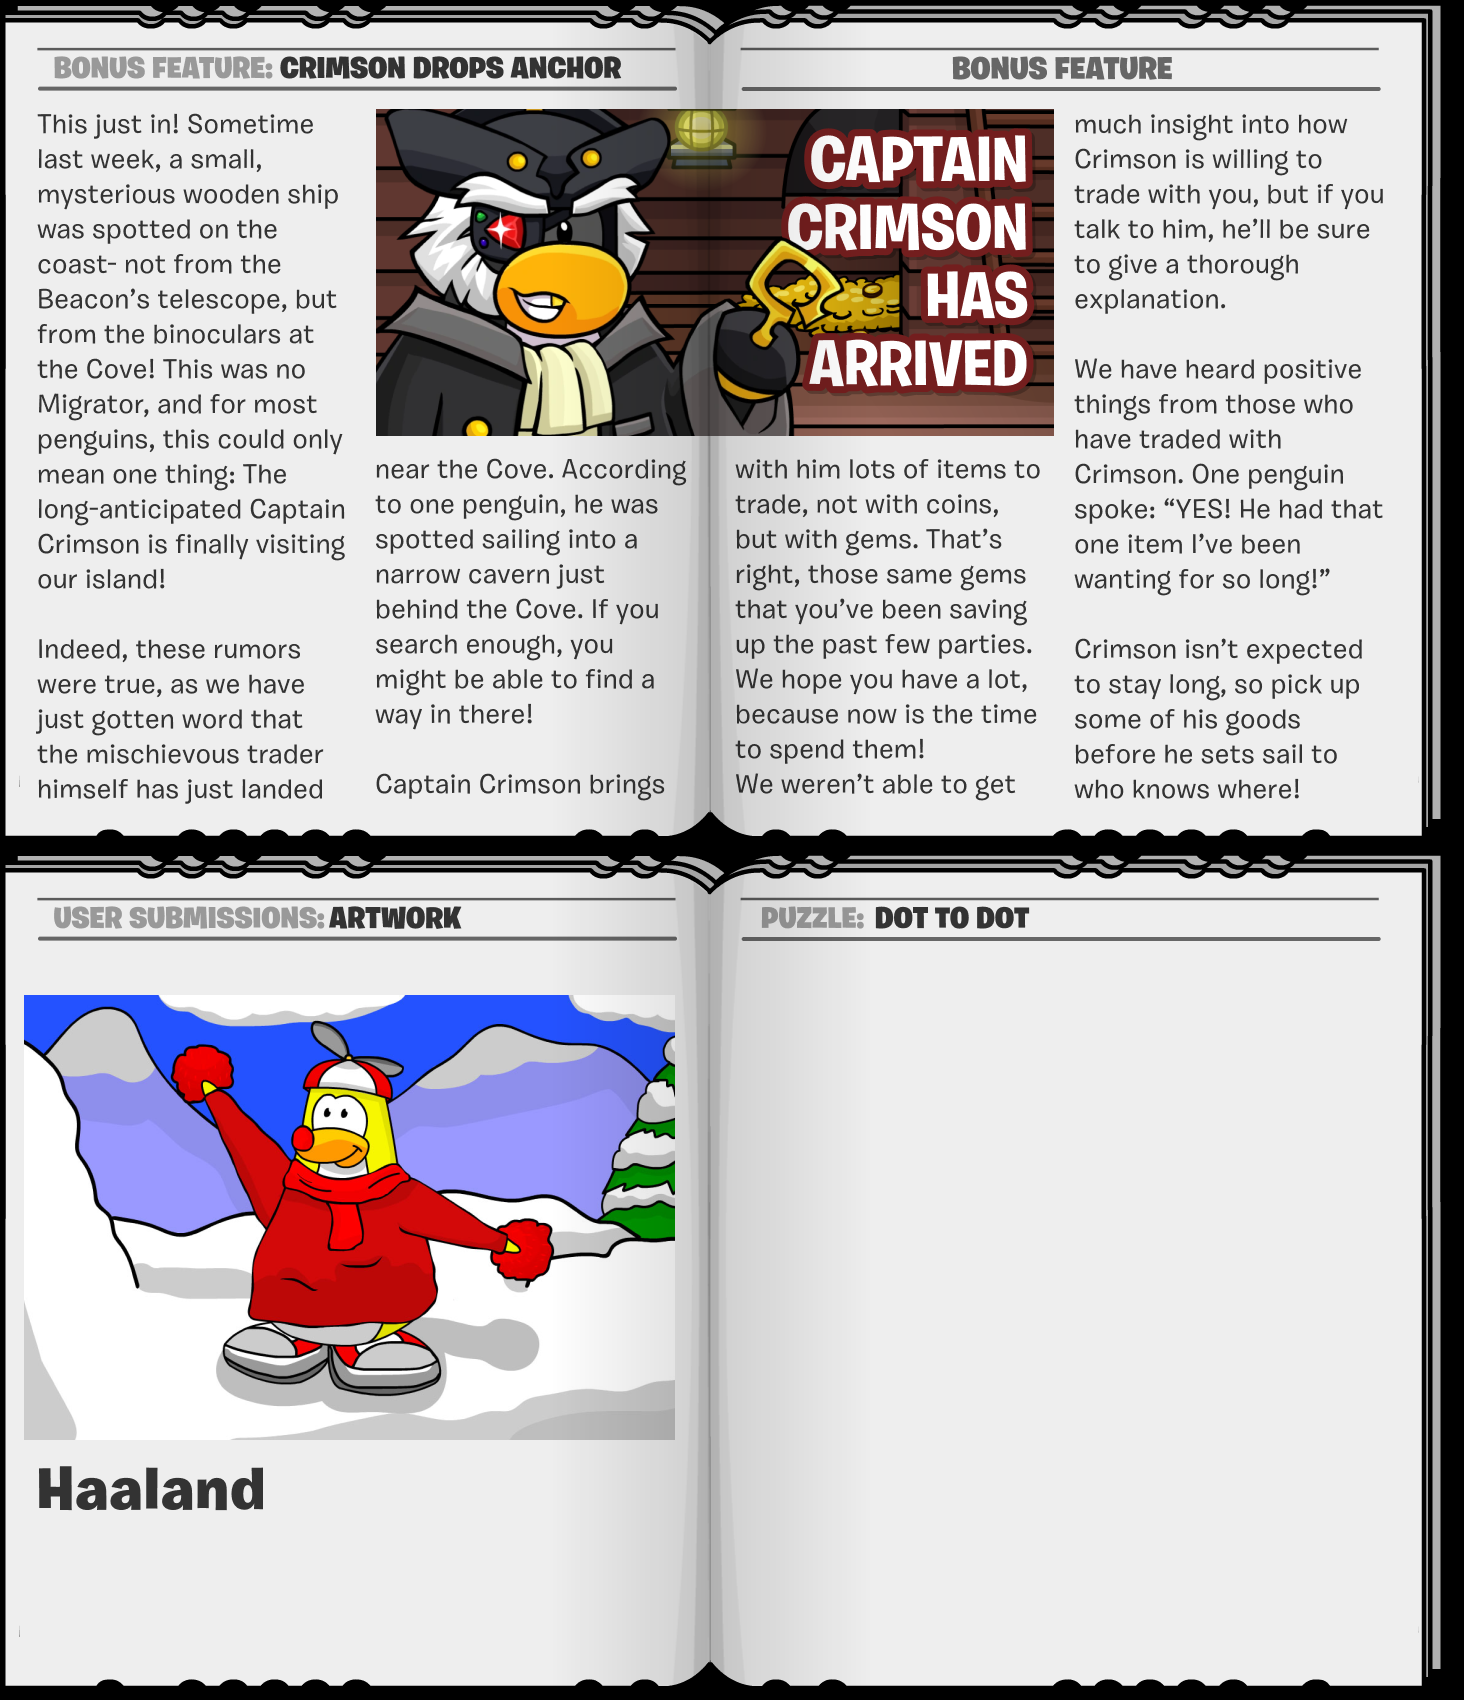 BONUS FEATURE: CRIMSON DROPS ANCHOR
This just in! Sometime
last week, a small,
mysterious wooden ship
was spotted on the
coast- not from the
Beacon’s telescope, but
from the binoculars at
the Cove! This was no
Migrator, and for most
penguins, this could only
mean one thing: The
long-anticipated Captain
Crimson is finally visiting
our island!
Indeed, these rumors
were true, as we have
just gotten word that
the mischievous trader
himself has just landed
near the Cove. According
to one penguin, he was
spotted sailing into a
narrow cavern just
behind the Cove. If you
search enough, you
might be able to find a
way in there!
Captain Crimson brings
BONUS FEATURE
CAPTAIN
CRIMSON
HAS
ARRIVED
with him lots of items to
trade, not with coins,
but with gems. That’s
right, those same gems
that you’ve been saving
up the past few parties.
We hope you have a lot,
because now is the time
to spend them!
We weren’t able to get
much insight into how
Crimson is willing to
trade with you, but if you
talk to him, he’ll be sure
to give a thorough
explanation.
We have heard positive
things from those who
have traded with
Crimson. One penguin
spoke: “YES! He had that
one item I’ve been
wanting for so long!”
Crimson isn’t expected
to stay long, so pick up
some of his goods
before he sets sail to
who knows where!
USER SUBMISSIONS: ARTWORK
Haaland
PUZZLE: DOT TO DOT